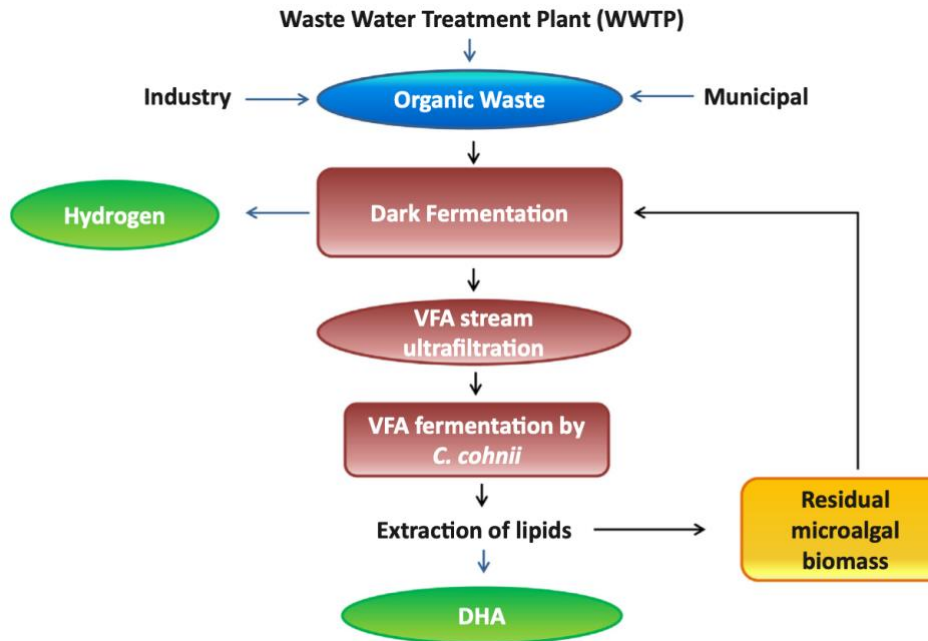 Waste Water Treatment Plant (WWTP)
Industry
Organic Waste
Municipal
Hydrogen
Dark Fermentation
VFA stream
ultrafiltration
VFA fermentation by
C. cohnii
Extraction of lipids
Residual
microalgal
biomass
DHA